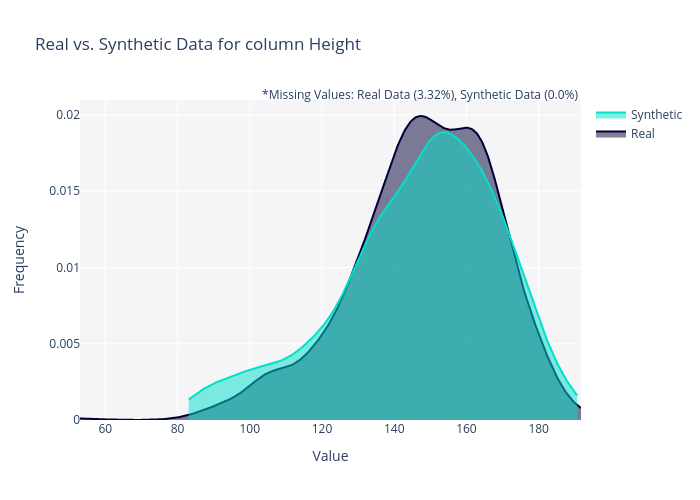 Real vs. Synthetic Data for column Height
*Missing Values: Real Data (3.32%), Synthetic Data (0.0%)
Synthetic
Real
0.02
0.015
0.01
0.005
0
Frequency
60
80
100
120
140
160
180
Value